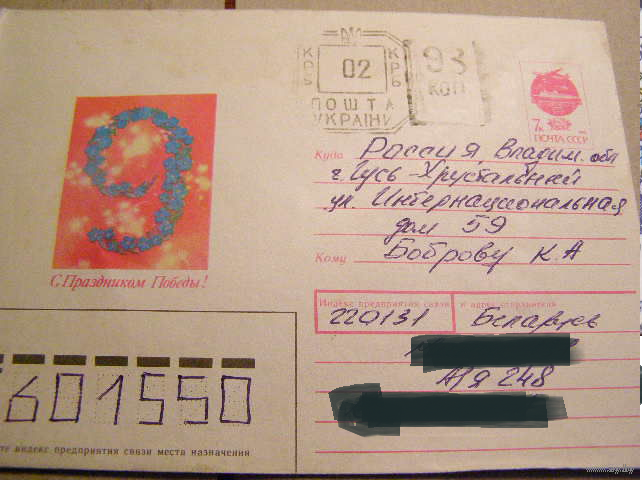 КРБ 02 КРБ
ПОШТА
УКРАЇНИ
93
КОП
7к
ПОЧТА СССР
9
С Праздником Победы!
Куда Россия, Владим. обл
г. Гусь-Хрустальный
ул. Интернациональная
дом 59
Кому Боброву К.А
Индекс предприятия связи и адрес отправителя
220131 Беларусь
А/Я 248
601550
те индекс предприятия связи места назначения